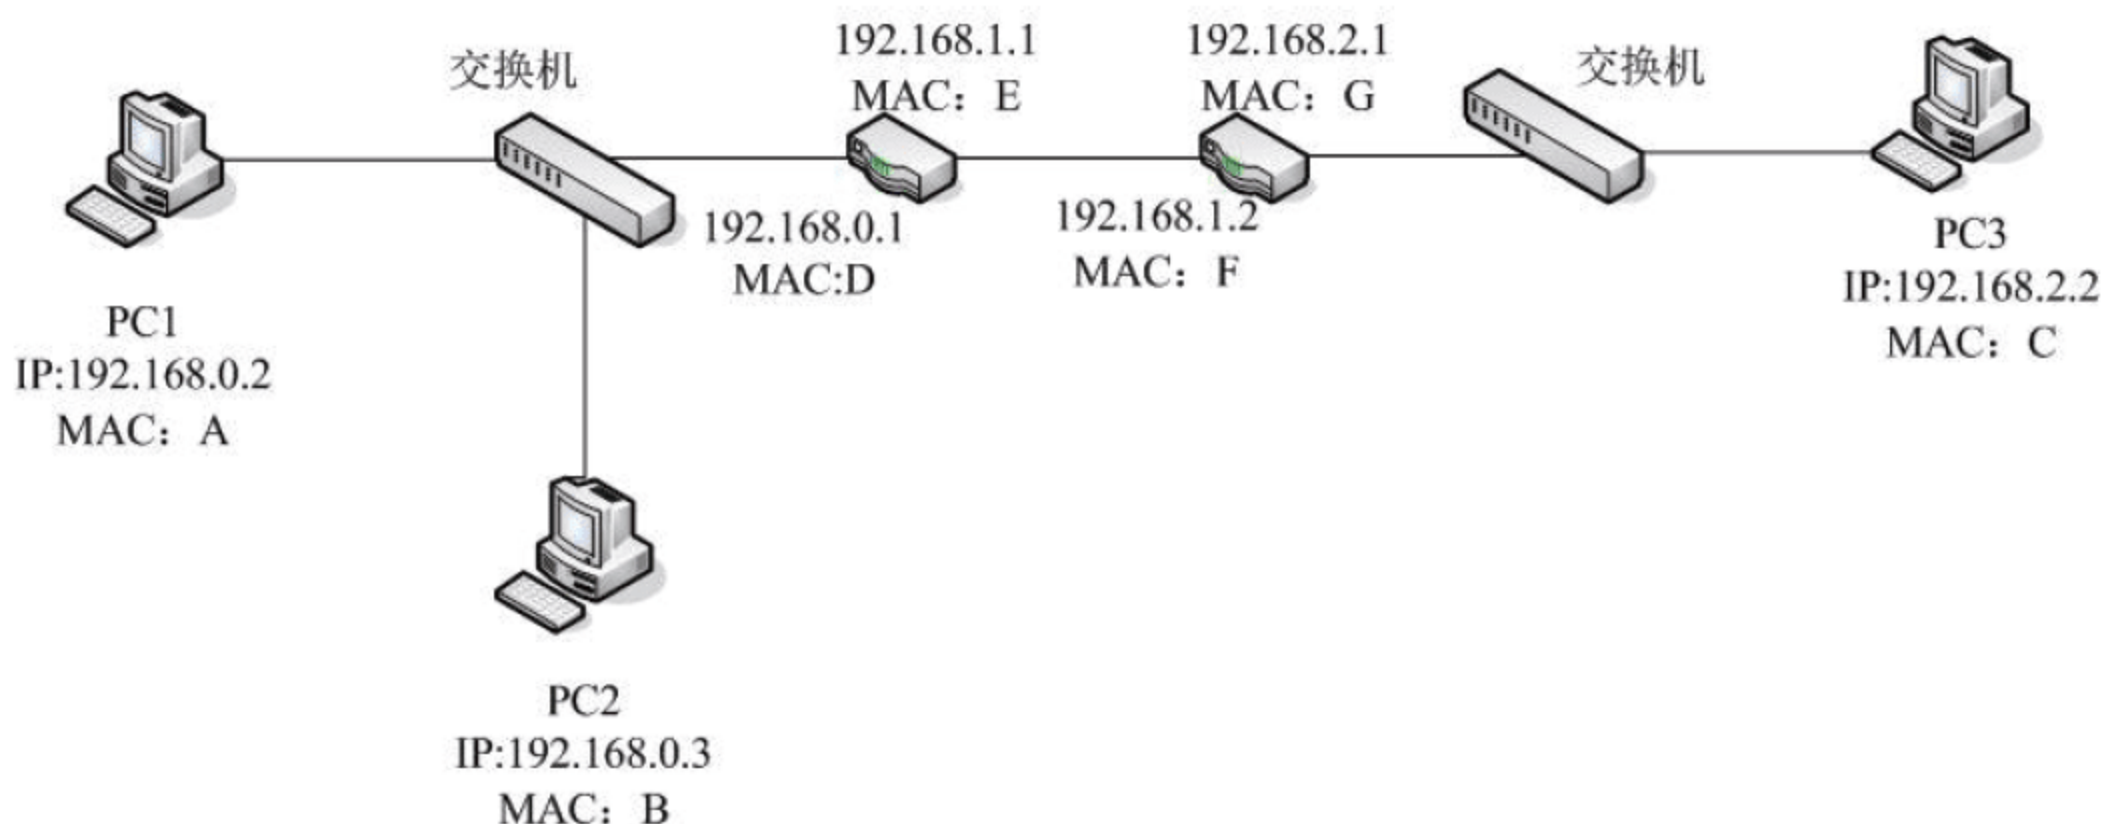 交换机
192.168.1.1
MAC：E
192.168.2.1
MAC：G
交换机
192.168.0.1
MAC:D
192.168.1.2
MAC：F
PC3
IP:192.168.2.2
MAC：C
PC1
IP:192.168.0.2
MAC：A
PC2
IP:192.168.0.3
MAC：B